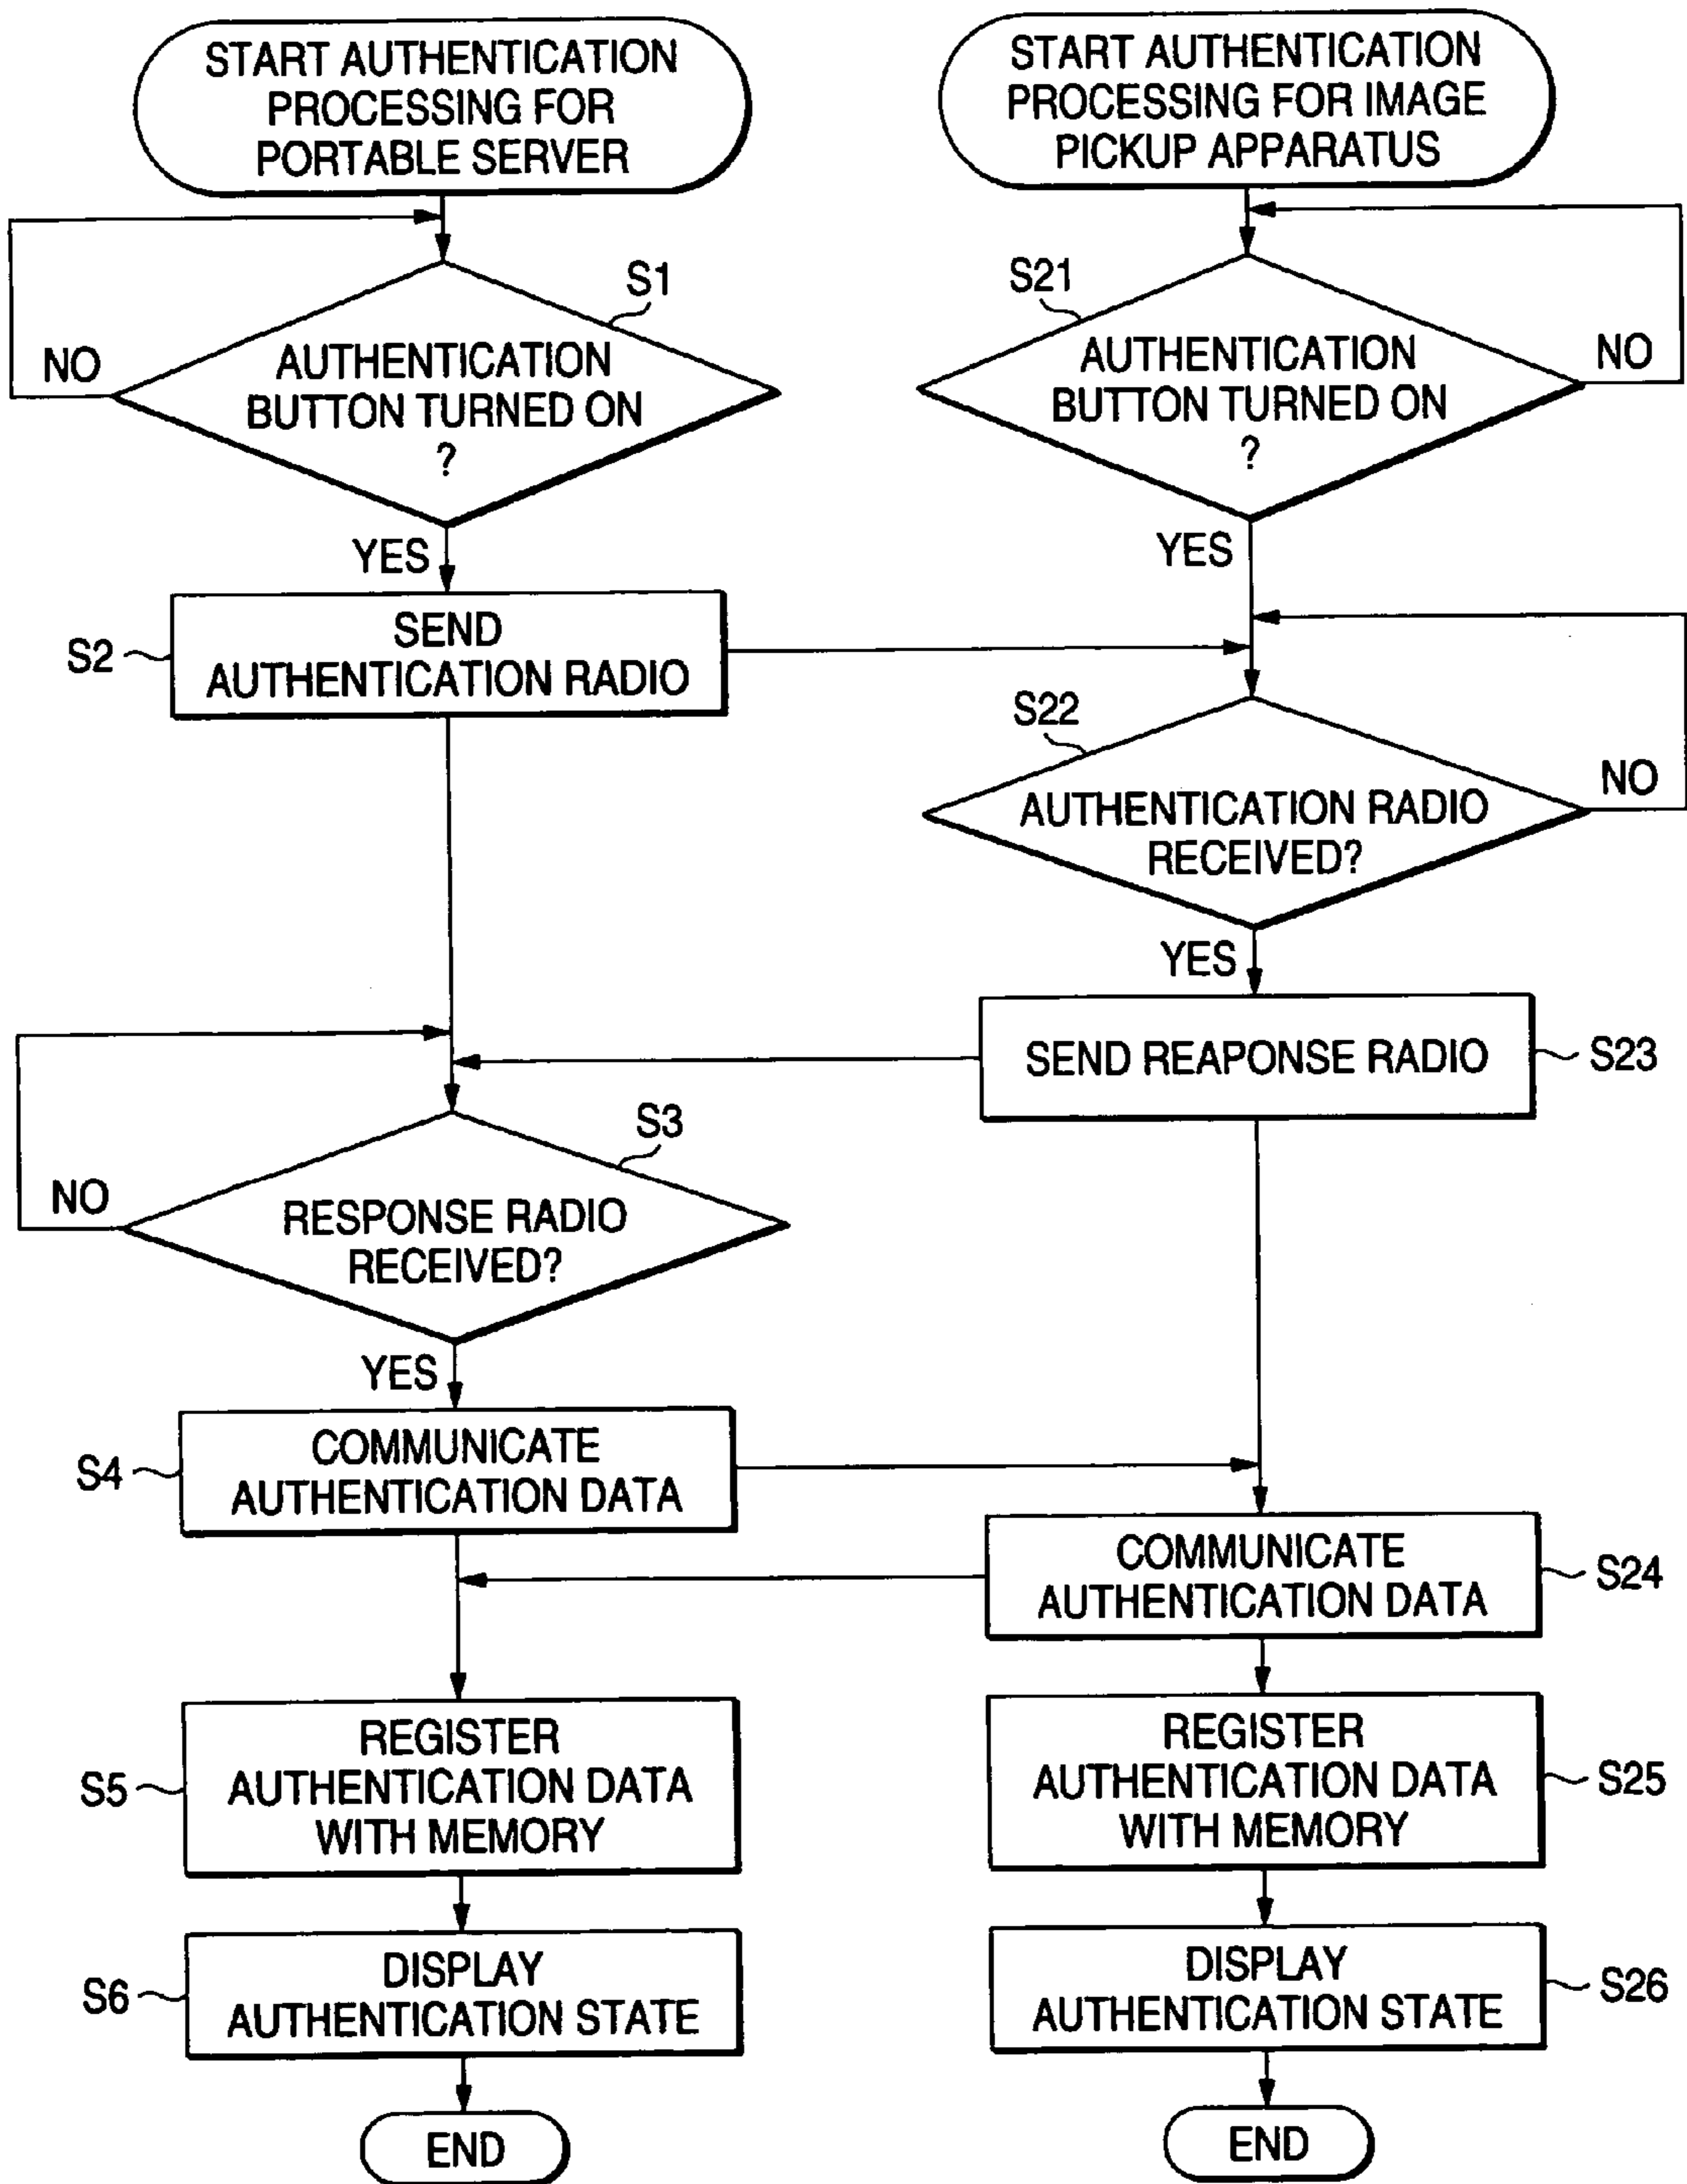 START AUTHENTICATION
PROCESSING FOR
PORTABLE SERVER
START AUTHENTICATION
PROCESSING FOR IMAGE
PICKUP APPARATUS
S1
AUTHENTICATION
BUTTON TURNED ON
?
NO
YES
S21
AUTHENTICATION
BUTTON TURNED ON
?
NO
YES
S2
SEND
AUTHENTICATION RADIO
S22
AUTHENTICATION RADIO
RECEIVED?
NO
YES
SEND REAPONSE RADIO
S23
S3
RESPONSE RADIO
RECEIVED?
NO
YES
S4
COMMUNICATE
AUTHENTICATION DATA
COMMUNICATE
AUTHENTICATION DATA
S24
S5
REGISTER
AUTHENTICATION DATA
WITH MEMORY
REGISTER
AUTHENTICATION DATA
WITH MEMORY
S25
S6
DISPLAY
AUTHENTICATION STATE
DISPLAY
AUTHENTICATION STATE
S26
END
END